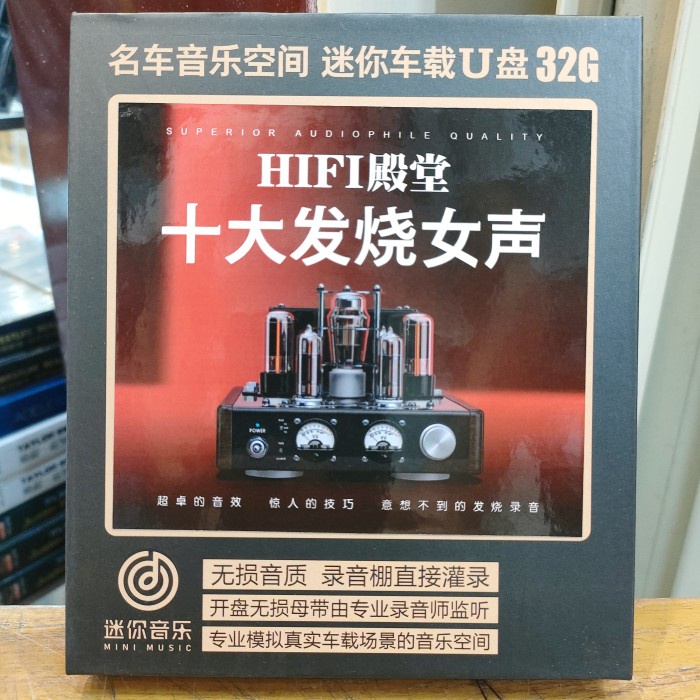 名车音乐空间 迷你车载U盘 32G
SUPERIOR AUDIOPHILE QUALITY
HIFI殿堂
十大发烧女声
POWER
超卓的音效 惊人的技巧 意想不到的发烧录音
无损音质 录音棚直接灌录
开盘无损母带由专业录音师监听
专业模拟真实车载场景的音乐空间
迷你音乐
MINI MUSIC